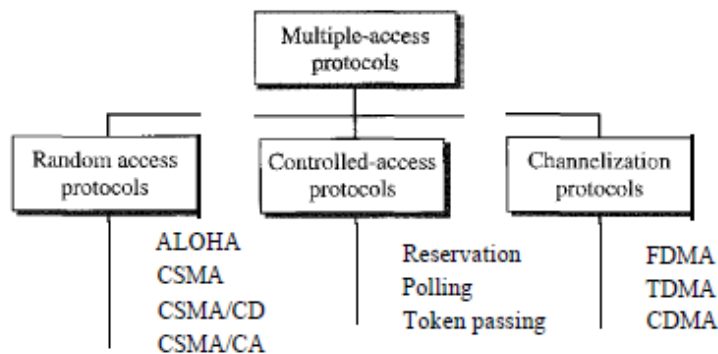 Multiple-access
protocols
Random access
protocols
Controlled-access
protocols
Channelization
protocols
ALOHA
CSMA
CSMA/CD
CSMA/CA
Reservation
Polling
Token passing
FDMA
TDMA
CDMA